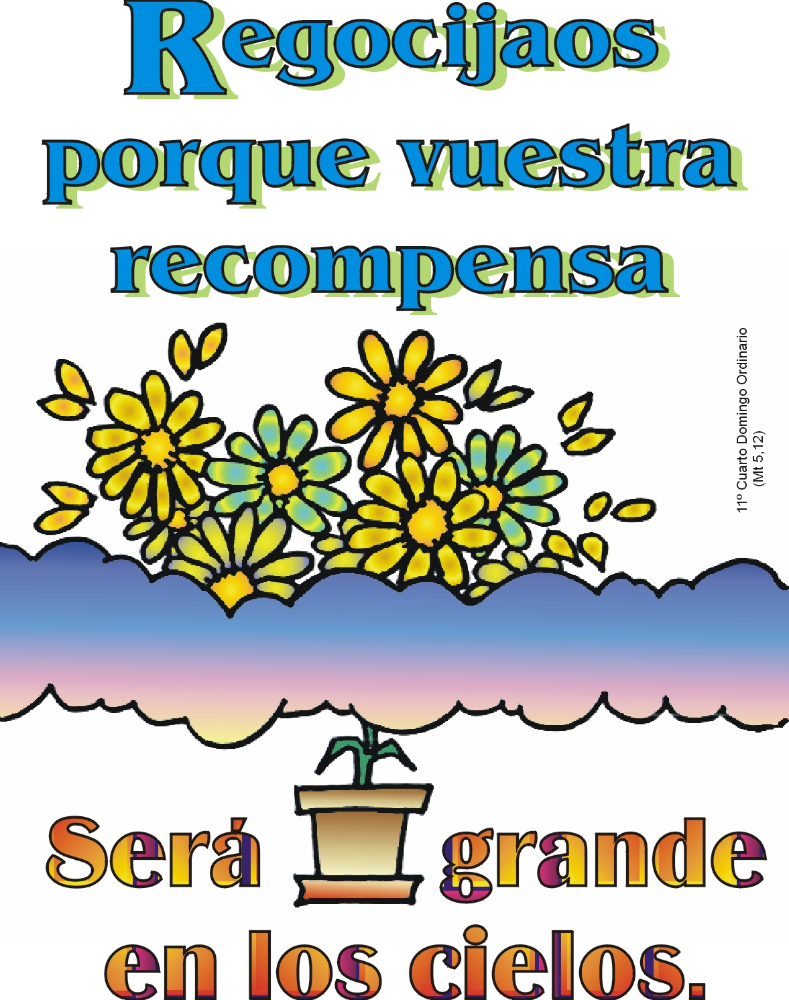 Regocijaos
porque vuestra
recompensa
11º Cuarto Domingo Ordinario
(Mt 5, 12)
Será grande
en los cielos.